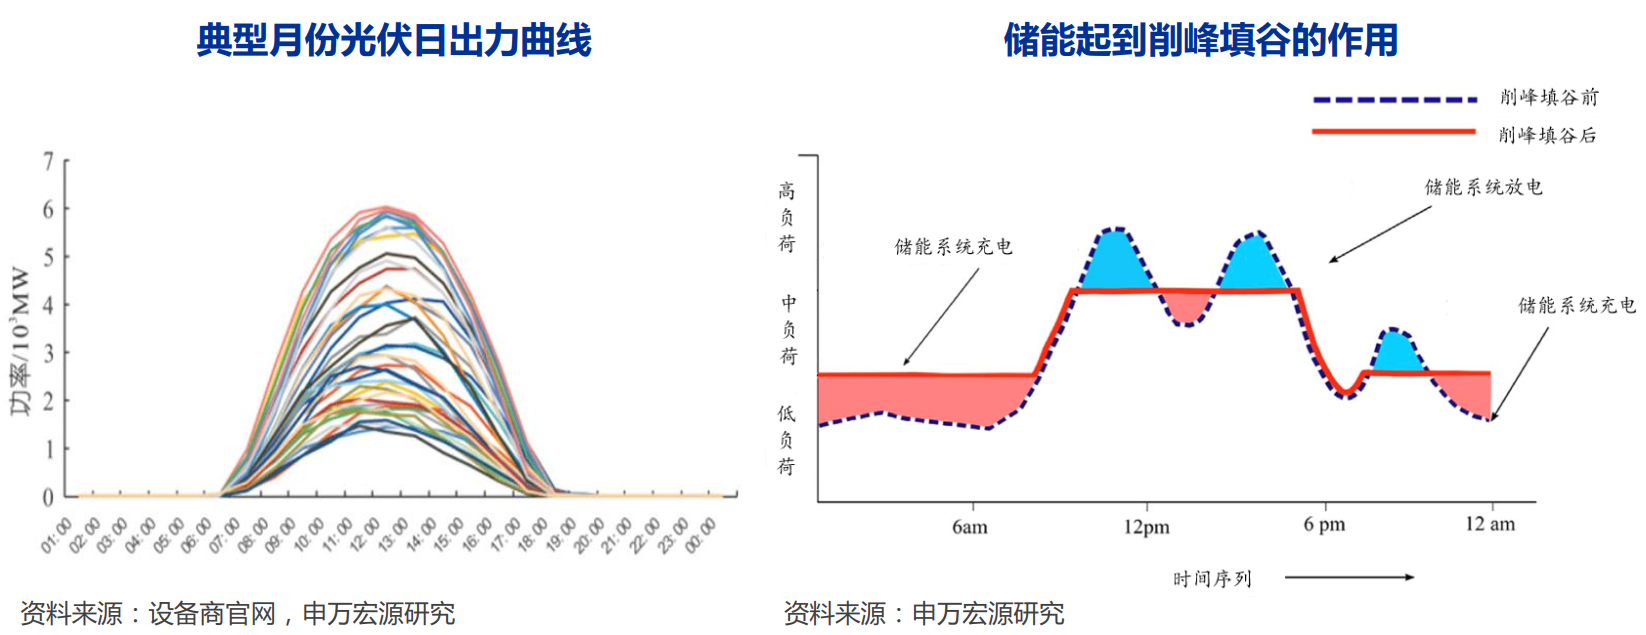 典型月份光伏日出力曲线
功率/10³MW
7
6
5
4
3
2
1
0
01:00
02:00
03:00
04:00
05:00
06:00
07:00
08:00
09:00
10:00
11:00
12:00
13:00
14:00
15:00
16:00
17:00
18:00
19:00
20:00
21:00
22:00
23:00
00:00
资料来源：设备商官网，申万宏源研究
储能起到削峰填谷的作用
削峰填谷前
削峰填谷后
储能系统放电
储能系统充电
储能系统充电
高负荷
中负荷
低负荷
6am
12pm
6 pm
12 am
时间序列
资料来源：申万宏源研究